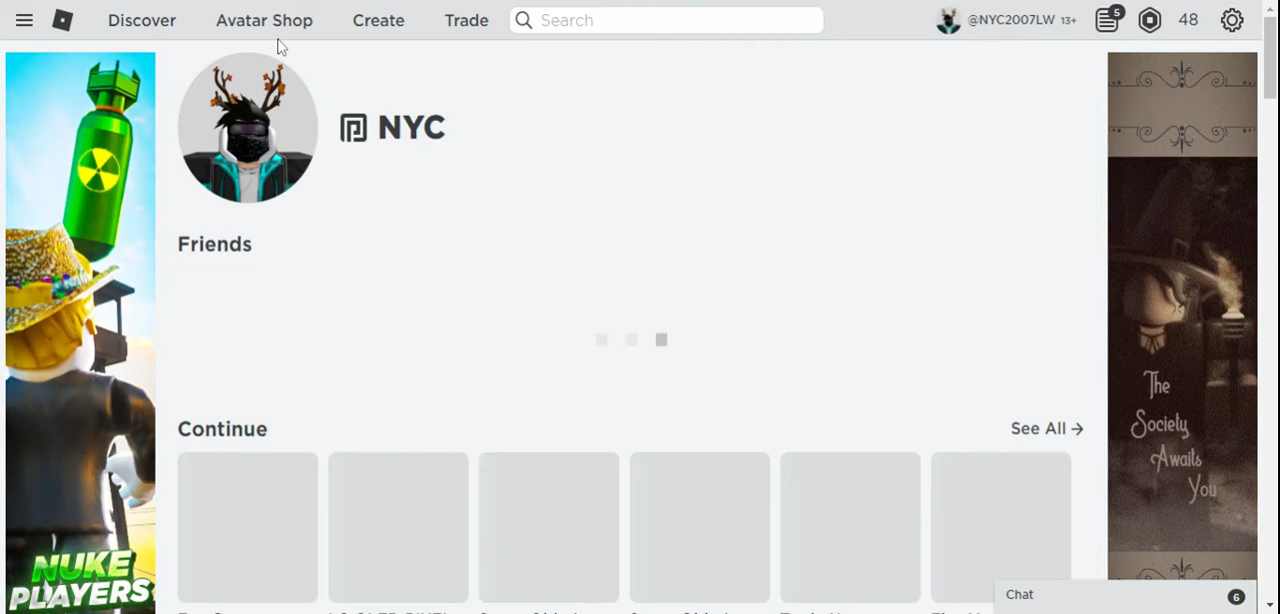 Discover
Avatar Shop
Create
Trade
Search
@NYC2007LW 13+
5
48
NYC
Friends
Continue
See All →
NUKE
PLAYERS
The
Society
Awaits
You
Chat
6